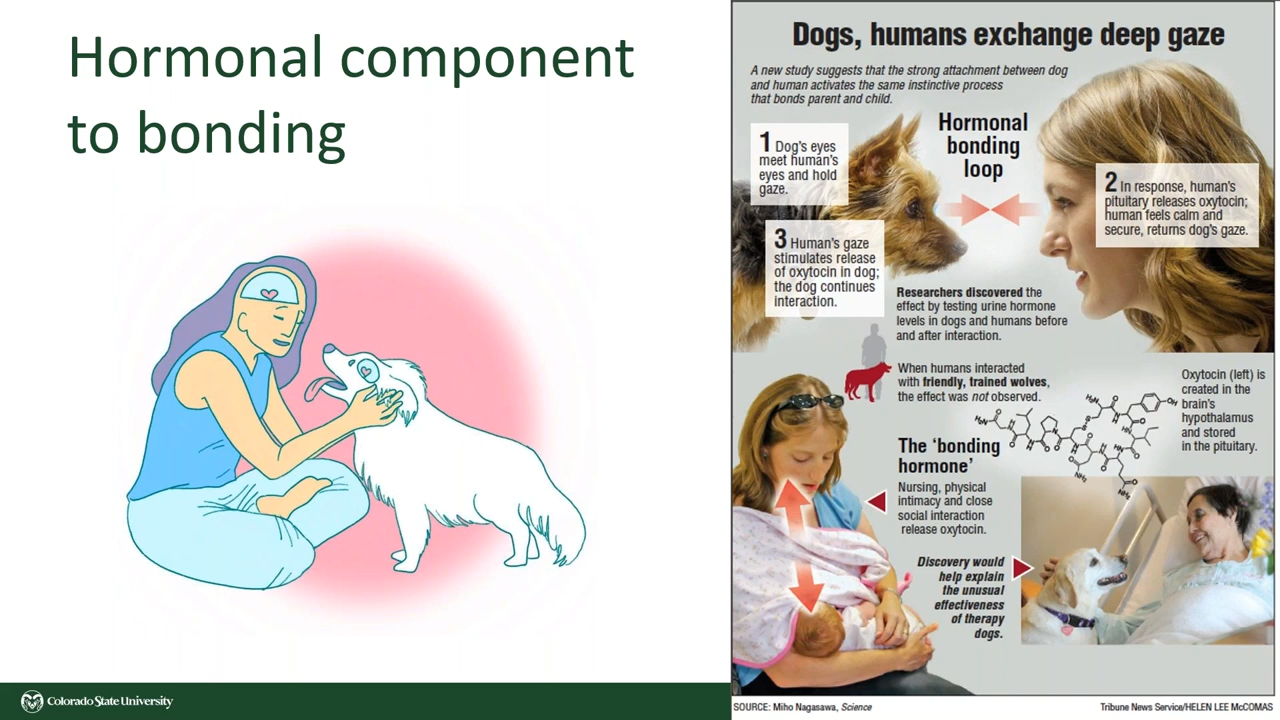 Hormonal component
to bonding
Colorado State University
Dogs, humans exchange deep gaze
A new study suggests that the strong attachment between dog
and human activates the same instinctive process
that bonds parent and child.
Hormonal
bonding
loop
1 Dog's eyes
meet human's
eyes and hold
gaze.
2 In response, human's
pituitary releases oxytocin;
human feels calm and
secure, returns dog's gaze.
3 Human's gaze
stimulates release
of oxytocin in dog;
the dog continues
interaction.
Researchers discovered the
effect by testing urine hormone
levels in dogs and humans before
and after interaction.
When humans interacted
with friendly, trained wolves,
the effect was not observed.
Oxytocin (left) is
created in the
brain's
hypothalamus
and stored
in the pituitary.
The 'bonding
hormone'
Nursing, physical
intimacy and close
social interaction
release oxytocin.
Discovery would
help explain
the unusual
effectiveness
of therapy
dogs.
SOURCE: Miho Nagasawa, Science
Tribune News Service/HELEN LEE McCOMAS